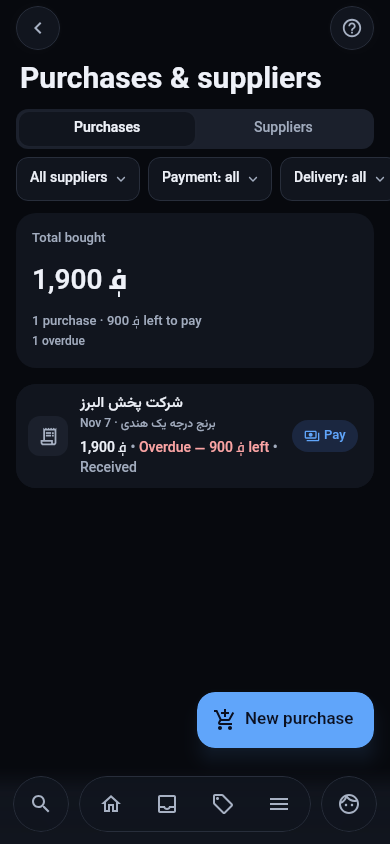 Purchases & suppliers
Purchases
Suppliers
All suppliers
Payment: all
Delivery: all
Total bought
1,900 ؋
1 purchase · 900 ؋ left to pay
1 overdue
شرکت پخش البرز
Nov 7 · برنج درجه یک هندی
1,900 ؋ • Overdue — 900 ؋ left •
Received
Pay
New purchase